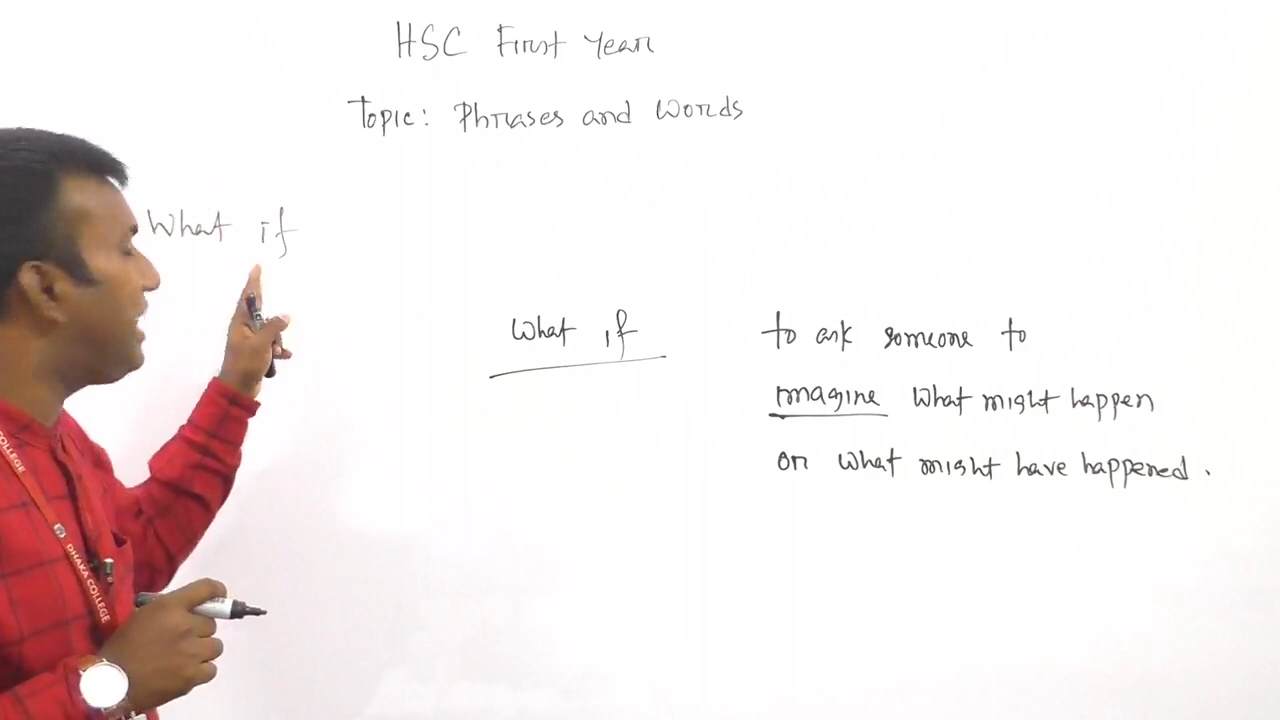 HSC First Year
Topic: Phrases and Words
What if
What if
to ask someone to
imagine what might happen
or what might have happened.
COLLEGE
DHAKA COLLEGE